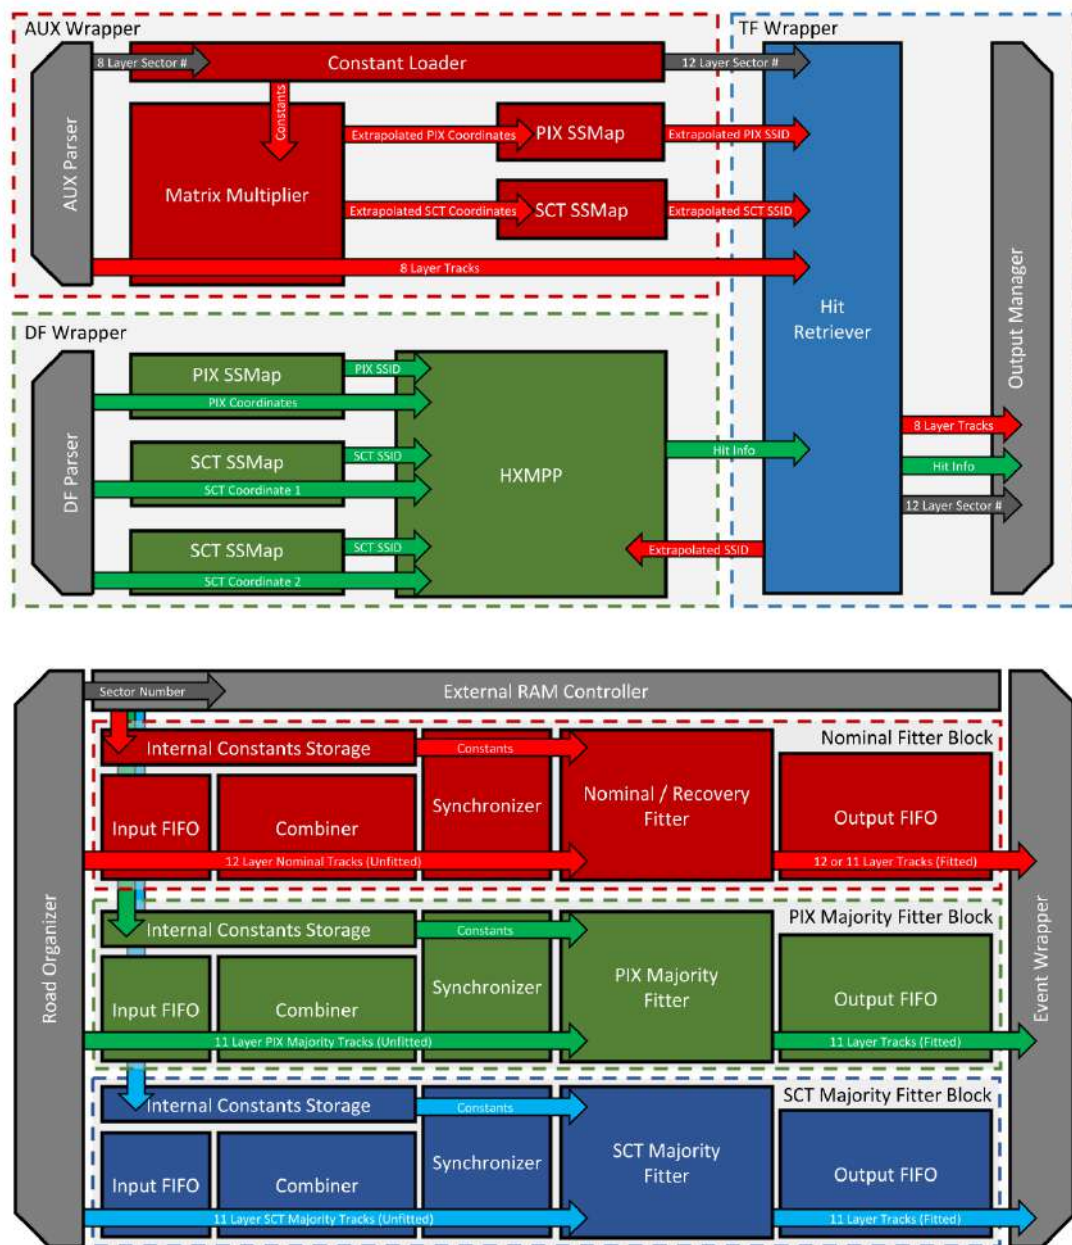 AUX Wrapper
TF Wrapper
AUX Parser
8 Layer Sector #
Constant Loader
12 Layer Sector #
Constants
Matrix Multiplier
Extrapolated PIX Coordinates
PIX SSMap
Extrapolated PIX SSID
Extrapolated SCT Coordinates
SCT SSMap
Extrapolated SCT SSID
8 Layer Tracks
Hit
Retriever
Output Manager
DF Wrapper
DF Parser
PIX SSMap
PIX SSID
PIX Coordinates
SCT SSMap
SCT SSID
SCT Coordinate 1
SCT SSMap
SCT SSID
SCT Coordinate 2
HXMPP
Hit Info
Extrapolated SSID
8 Layer Tracks
Hit Info
12 Layer Sector #
Road Organizer
Sector Number
External RAM Controller
Event Wrapper
Nominal Fitter Block
Internal Constants Storage
Constants
Input FIFO
Combiner
Synchronizer
Nominal / Recovery
Fitter
Output FIFO
12 Layer Nominal Tracks (Unfitted)
12 or 11 Layer Tracks (Fitted)
PIX Majority Fitter Block
Internal Constants Storage
Constants
Input FIFO
Combiner
Synchronizer
PIX Majority
Fitter
Output FIFO
11 Layer PIX Majority Tracks (Unfitted)
11 Layer Tracks (Fitted)
SCT Majority Fitter Block
Internal Constants Storage
Constants
Input FIFO
Combiner
Synchronizer
SCT Majority
Fitter
Output FIFO
11 Layer SCT Majority Tracks (Unfitted)
11 Layer Tracks (Fitted)